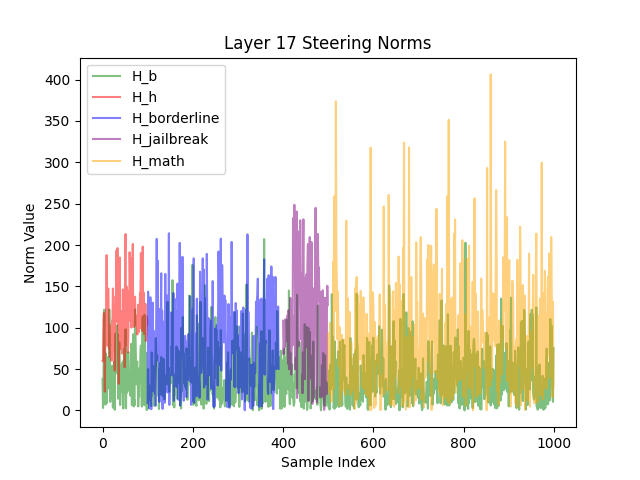 Layer 17 Steering Norms
H_b
H_h
H_borderline
H_jailbreak
H_math
Norm Value
400
350
300
250
200
150
100
50
0
0 200 400 600 800 1000
Sample Index